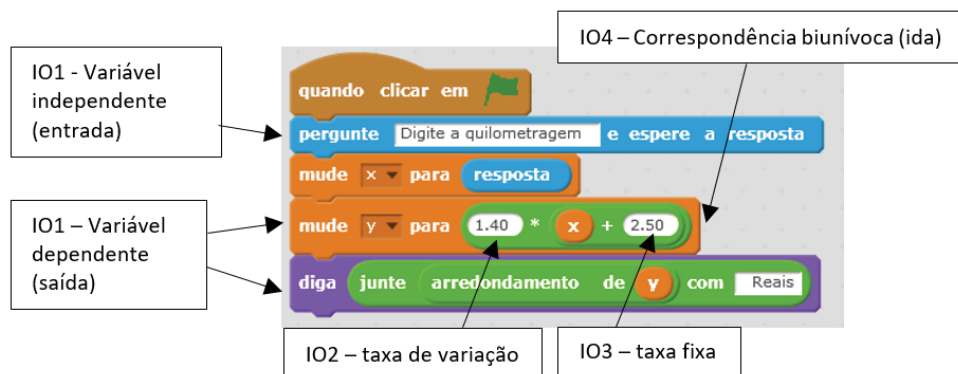 IO4 – Correspondência biunívoca (ida)
IO1 - Variável
independente
(entrada)
quando clicar em
pergunte Digite a quilometragem e espere a resposta
mude x para resposta
IO1 – Variável
dependente
(saída)
mude y para 1.40 * x + 2.50
diga junte arredondamento de y com Reais
IO2 – taxa de variação
IO3 – taxa fixa